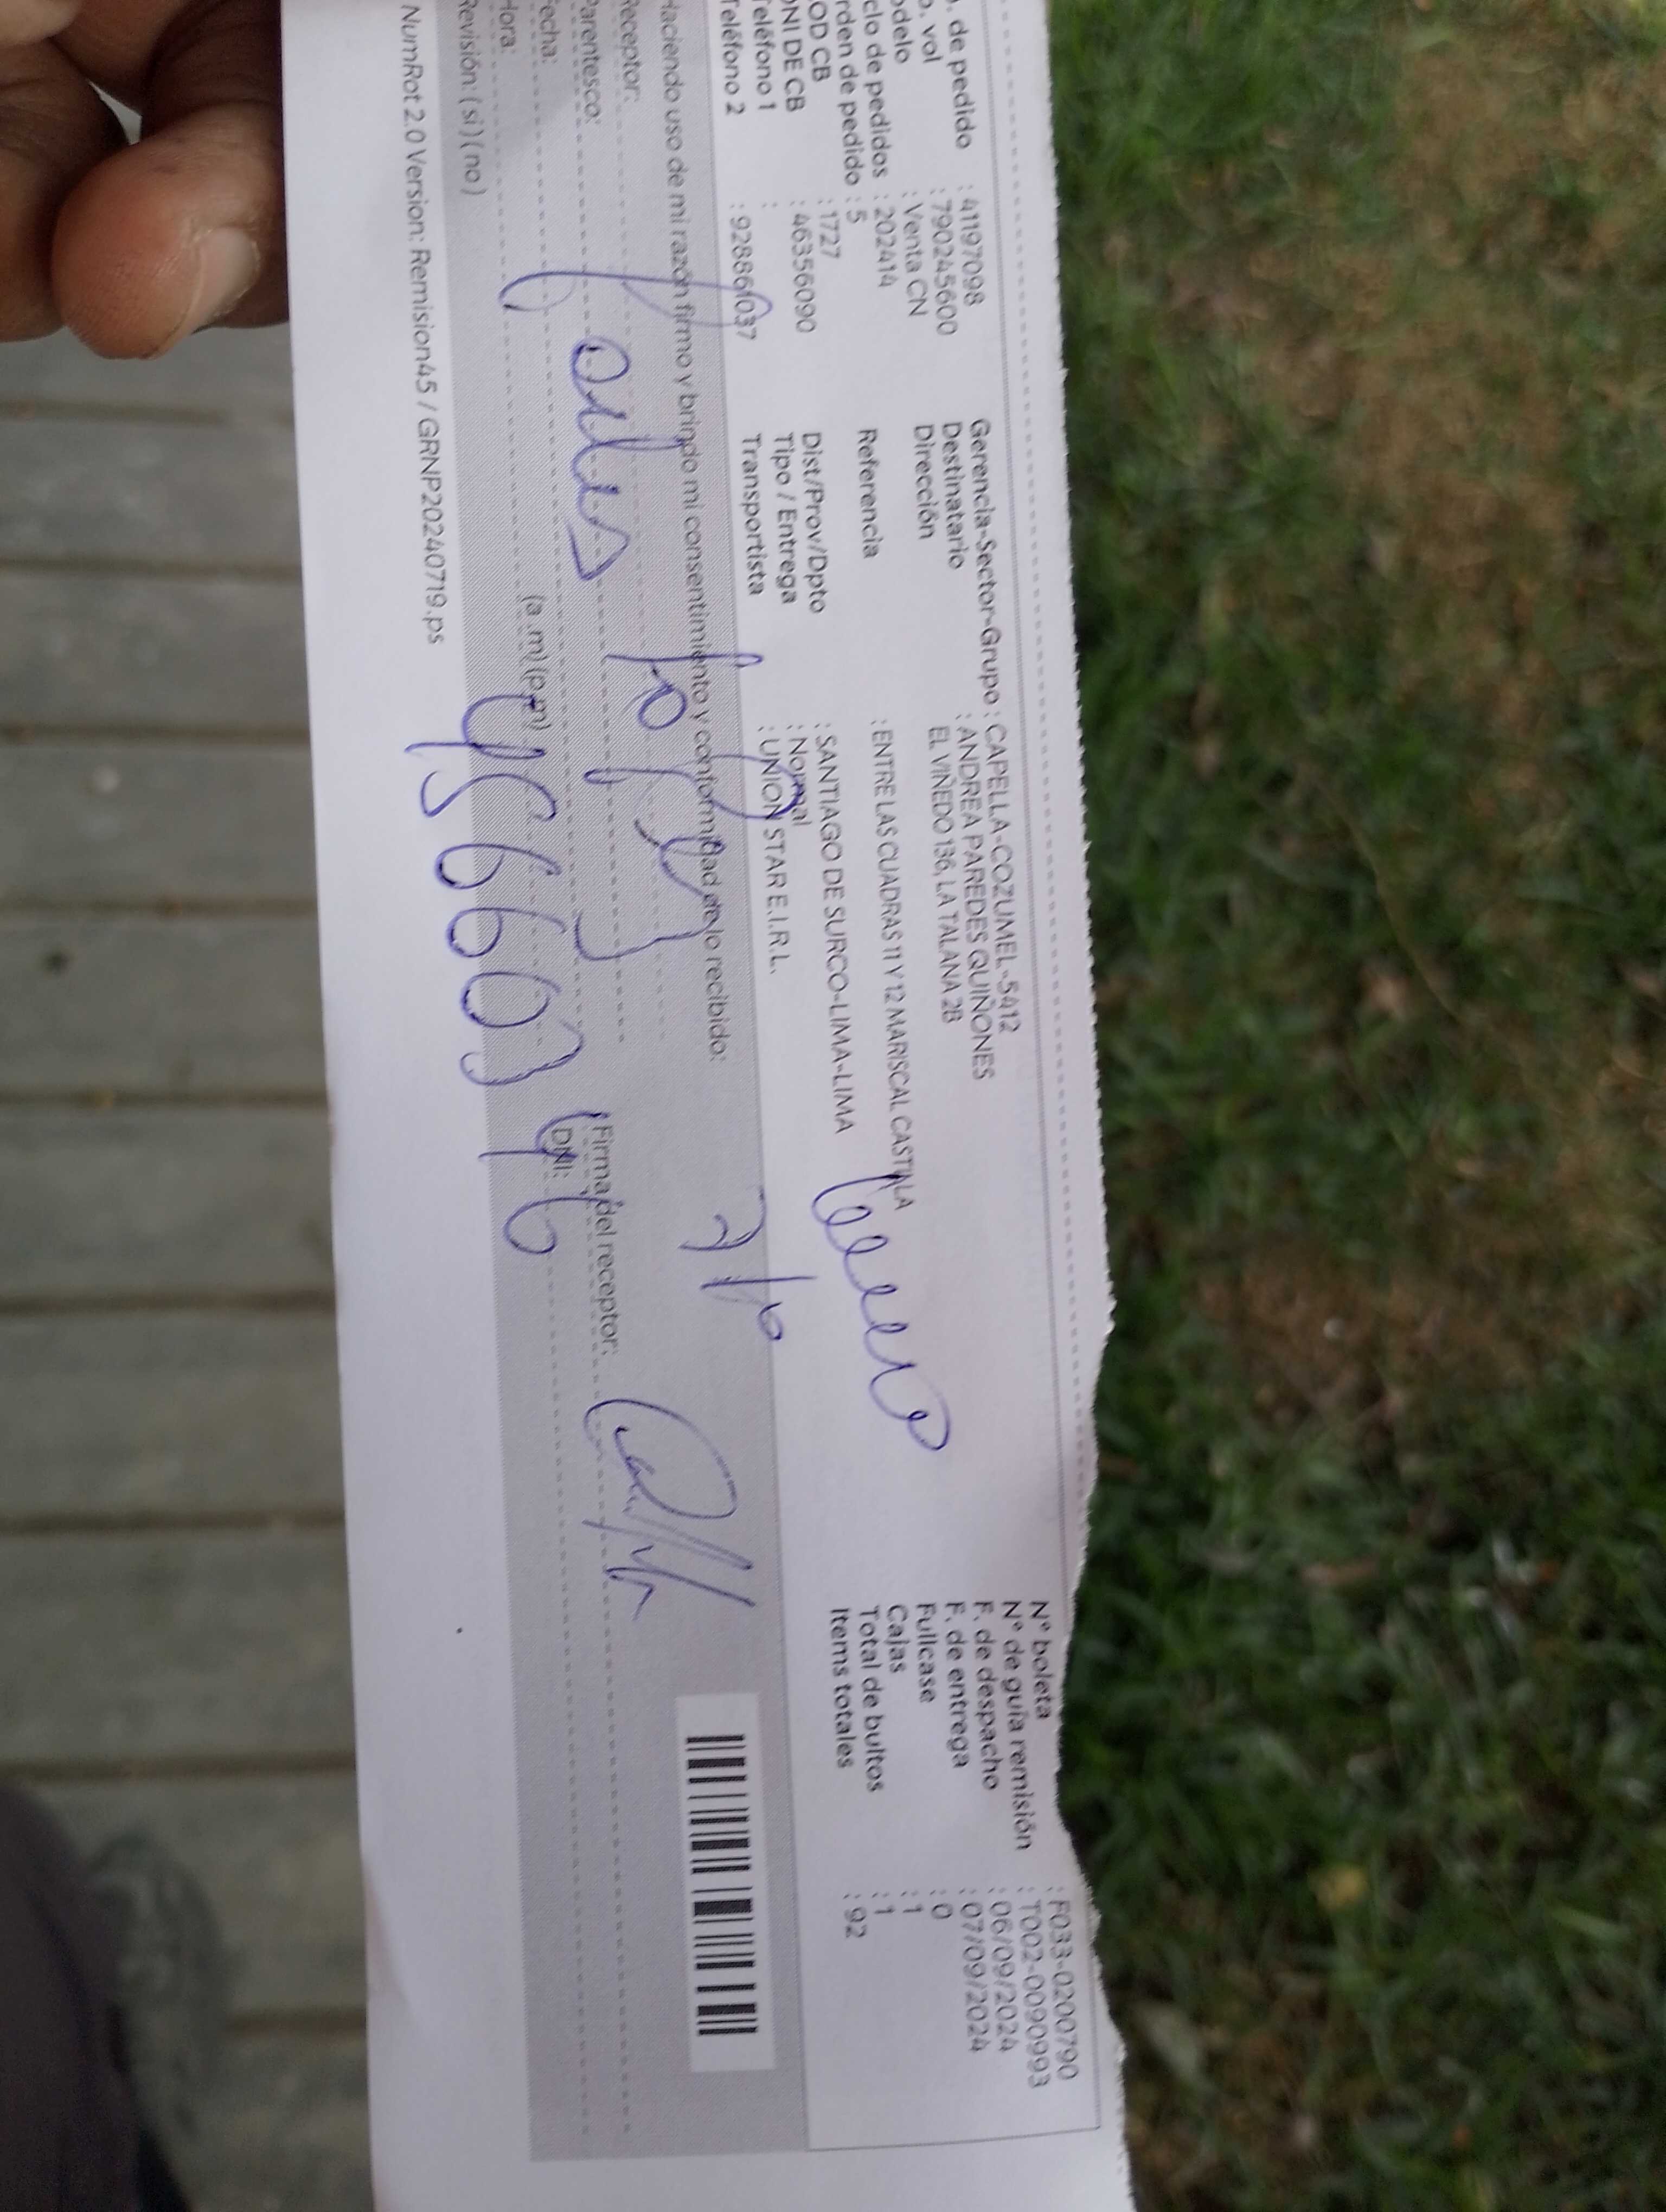 . de pedido : 41197098
o. vol : 790245600
odelo : Venta CN
clo de pedidos : 202414
rden de pedido : 5
OD CB : 1727
NI DE CB : 46356090
Teléfono 1 :
Teléfono 2 : 928861037
Gerencia-Sector-Grupo : CAPELLA-COZUMEL-5412
Destinatario : ANDREA PAREDES QUIÑONES
Dirección EL VIÑEDO 136, LA TALANA 2B
Referencia : ENTRE LAS CUADRAS 11 Y 12 MARISCAL CASTILLA
Dist/Prov/Dpto : SANTIAGO DE SURCO-LIMA-LIMA
Tipo / Entrega : Normal
Transportista : UNION STAR E.I.R.L.
N° boleta : F033-0200790
N° de guía remisión : T002-0090993
F. de despacho : 06/09/2024
F. de entrega : 07/09/2024
Fullcase : 0
Cajas : 1
Total de bultos : 1
Items totales : 92
Haciendo uso de mi razón firmo y brindo mi consentimiento y conformidad de lo recibido:
Receptor:
Parentesco:
Fecha:
Hora: (a.m) (p.m)
Revisión: ( si ) ( no )
Firma del receptor:
DNI:
NumRot 2.0 Version: Remision45 / GRNP20240719.ps